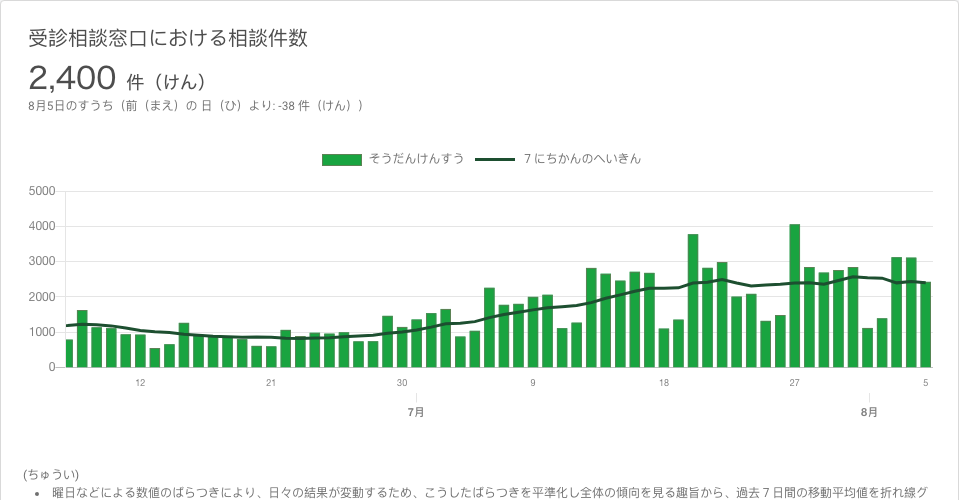 受診相談窓口における相談件数
2,400 件（けん）
8月5日のすうち（前（まえ）の 日（ひ）より: -38 件（けん））
そうだんけんすう 7 にちかんのへいきん
5000
4000
3000
2000
1000
0
12 21 30 9 18 27 5
7月 8月
(ちゅうい)
• 曜日などによる数値のばらつきにより、日々の結果が変動するため、こうしたばらつきを平準化し全体の傾向を見る趣旨から、過去７日間の移動平均値を折れ線グ